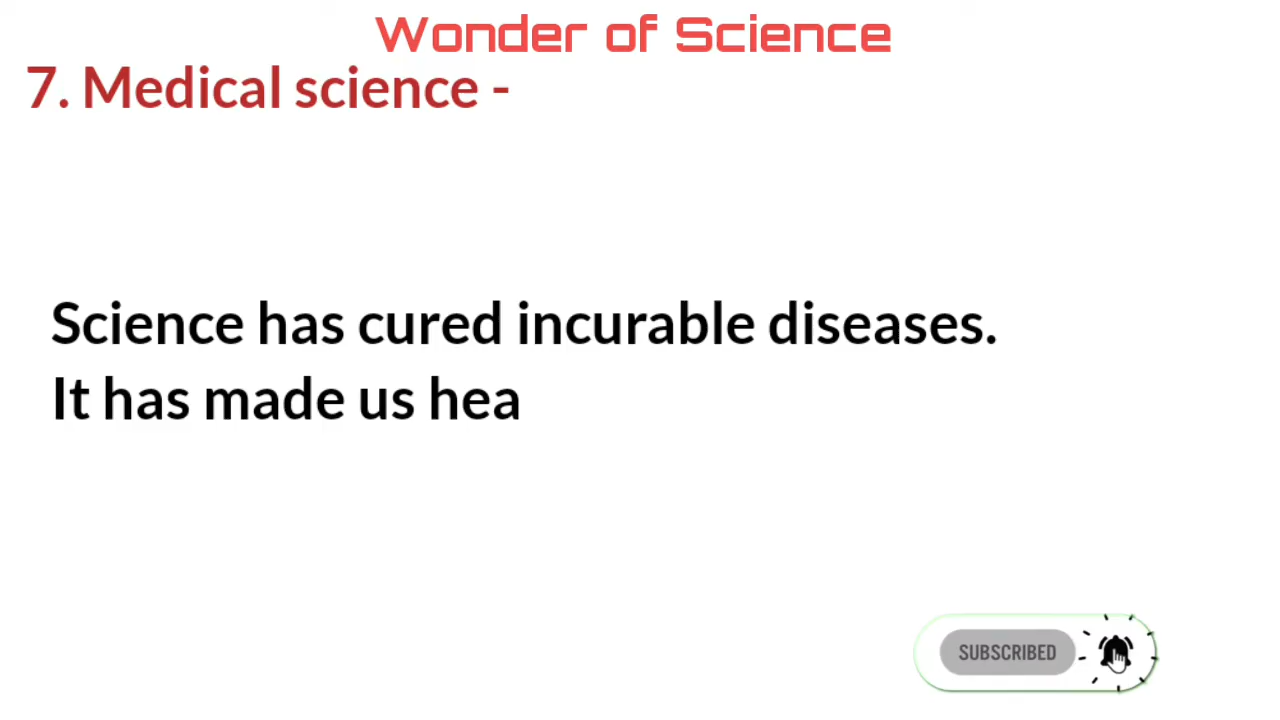 Wonder of Science
7. Medical science -
Science has cured incurable diseases.
It has made us hea
SUBSCRIBED